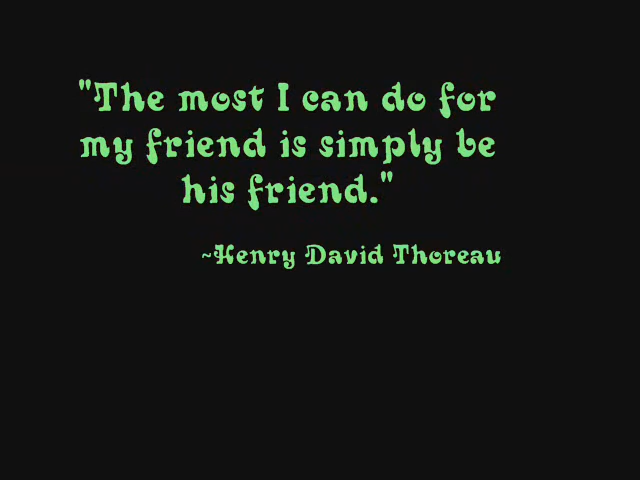 "The most I can do for
my friend is simply be
his friend."
~Henry David Thoreau